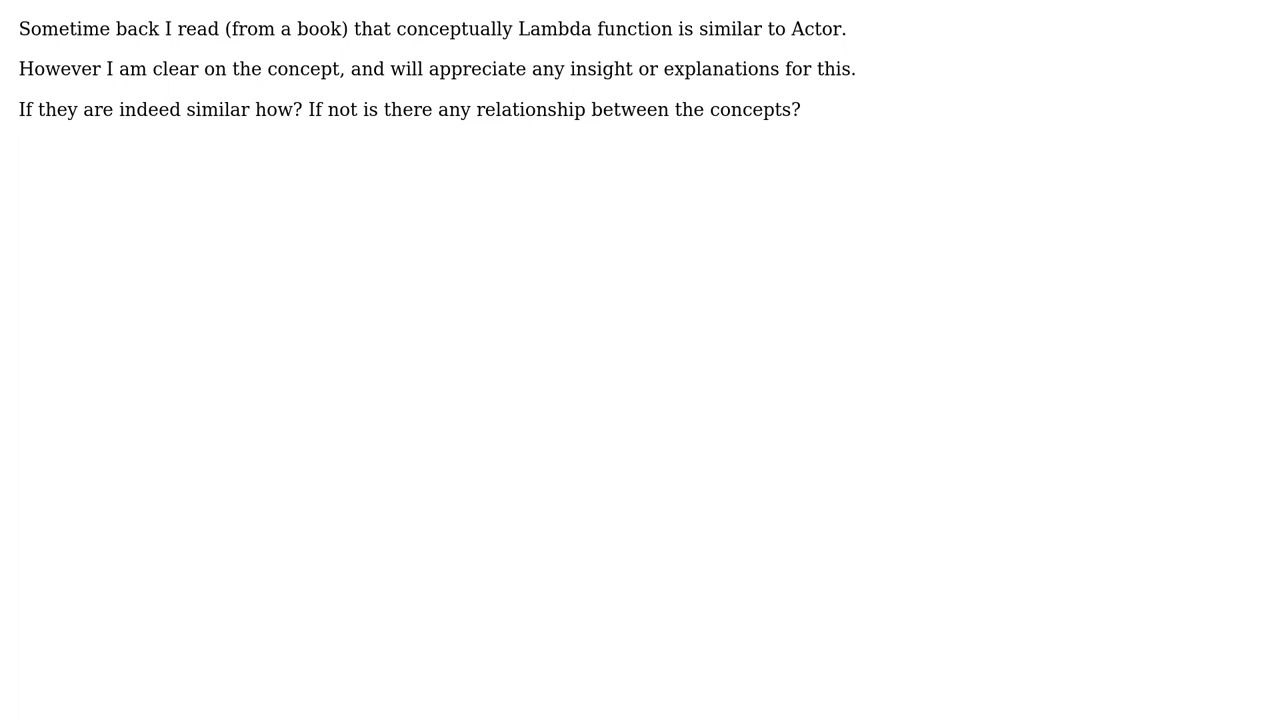 Sometime back I read (from a book) that conceptually Lambda function is similar to Actor.
However I am clear on the concept, and will appreciate any insight or explanations for this.
If they are indeed similar how? If not is there any relationship between the concepts?